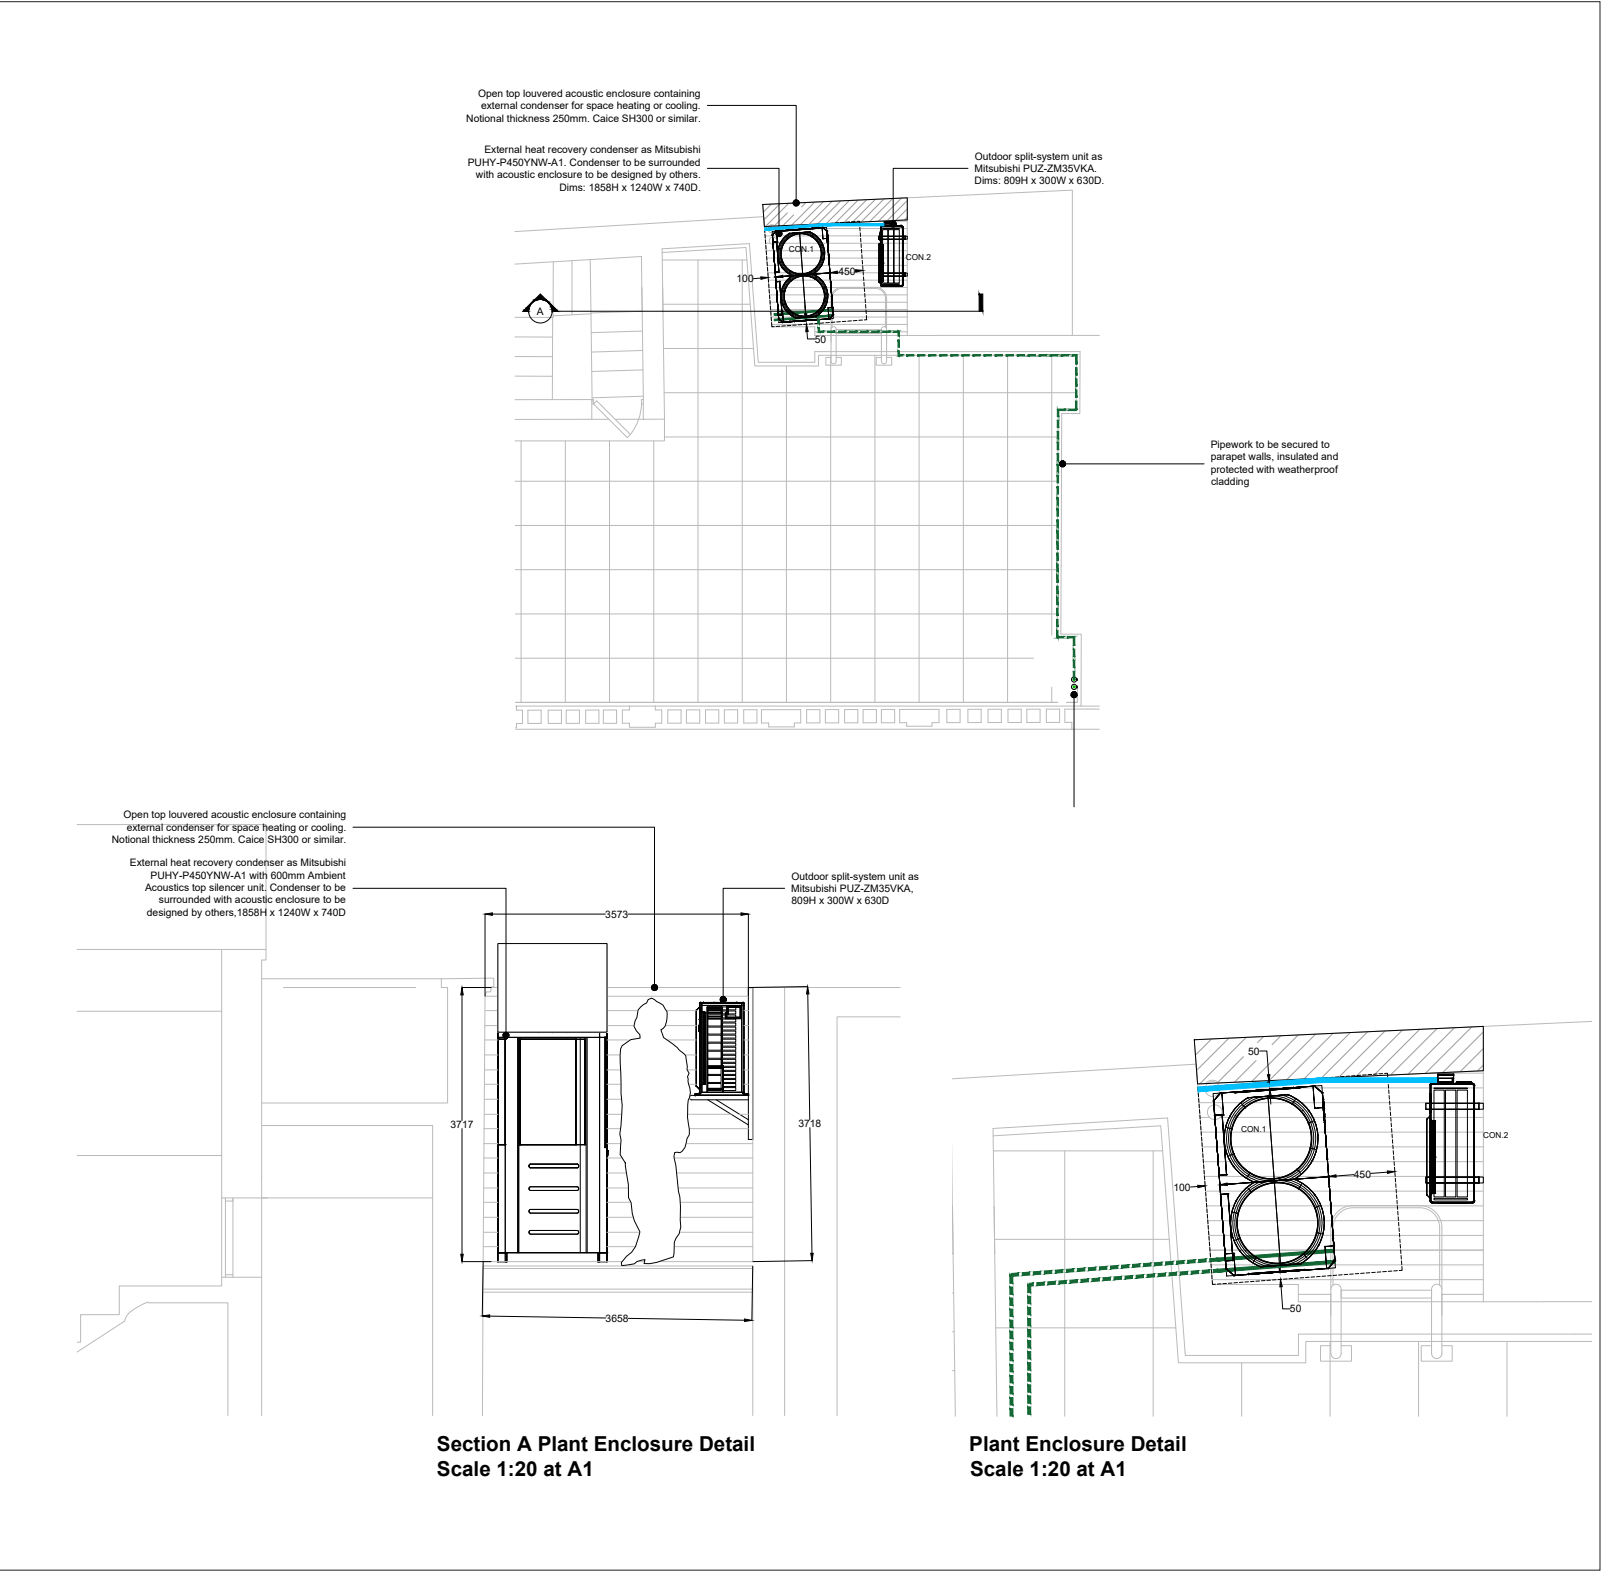 Open top louvered acoustic enclosure containing
external condenser for space heating or cooling.
Notional thickness 250mm. Caice SH300 or similar.
External heat recovery condenser as Mitsubishi
PUHY-P450YNW-A1. Condenser to be surrounded
with acoustic enclosure to be designed by others.
Dims: 1858H x 1240W x 740D.
Outdoor split-system unit as
Mitsubishi PUZ-ZM35VKA.
Dims: 809H x 300W x 630D.
CON.1
CON.2
100
450
50
A
Pipework to be secured to
parapet walls, insulated and
protected with weatherproof
cladding
Open top louvered acoustic enclosure containing
external condenser for space heating or cooling.
Notional thickness 250mm. Caice SH300 or similar.
External heat recovery condenser as Mitsubishi
PUHY-P450YNW-A1 with 600mm Ambient
Acoustics top silencer unit. Condenser to be
surrounded with acoustic enclosure to be
designed by others,1858H x 1240W x 740D
Outdoor split-system unit as
Mitsubishi PUZ-ZM35VKA,
809H x 300W x 630D
3573
3717
3718
3658
50
CON.1
CON.2
100
450
50
Section A Plant Enclosure Detail
Scale 1:20 at A1
Plant Enclosure Detail
Scale 1:20 at A1